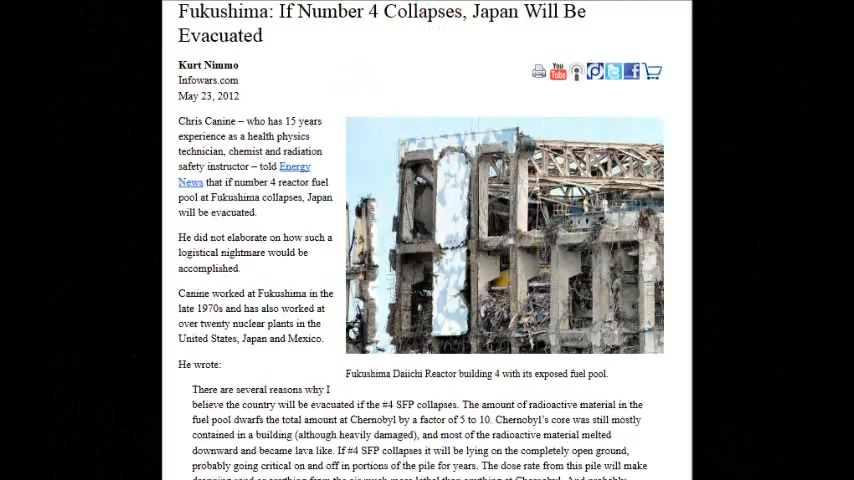 Fukushima: If Number 4 Collapses, Japan Will Be
Evacuated
Kurt Nimmo
Infowars.com
May 23, 2012
You
Tube
Chris Canine – who has 15 years
experience as a health physics
technician, chemist and radiation
safety instructor – told Energy
News that if number 4 reactor fuel
pool at Fukushima collapses, Japan
will be evacuated.
He did not elaborate on how such a
logistical nightmare would be
accomplished.
Canine worked at Fukushima in the
late 1970s and has also worked at
over twenty nuclear plants in the
United States, Japan and Mexico.
He wrote:
Fukushima Daiichi Reactor building 4 with its exposed fuel pool.
There are several reasons why I
believe the country will be evacuated if the #4 SFP collapses. The amount of radioactive material in the
fuel pool dwarfs the total amount at Chernobyl by a factor of 5 to 10. Chernobyl’s core was still mostly
contained in a building (although heavily damaged), and most of the radioactive material melted
downward and became lava like. If #4 SFP collapses it will be lying on the completely open ground,
probably going critical on and off in portions of the pile for years. The dose rate from this pile will make